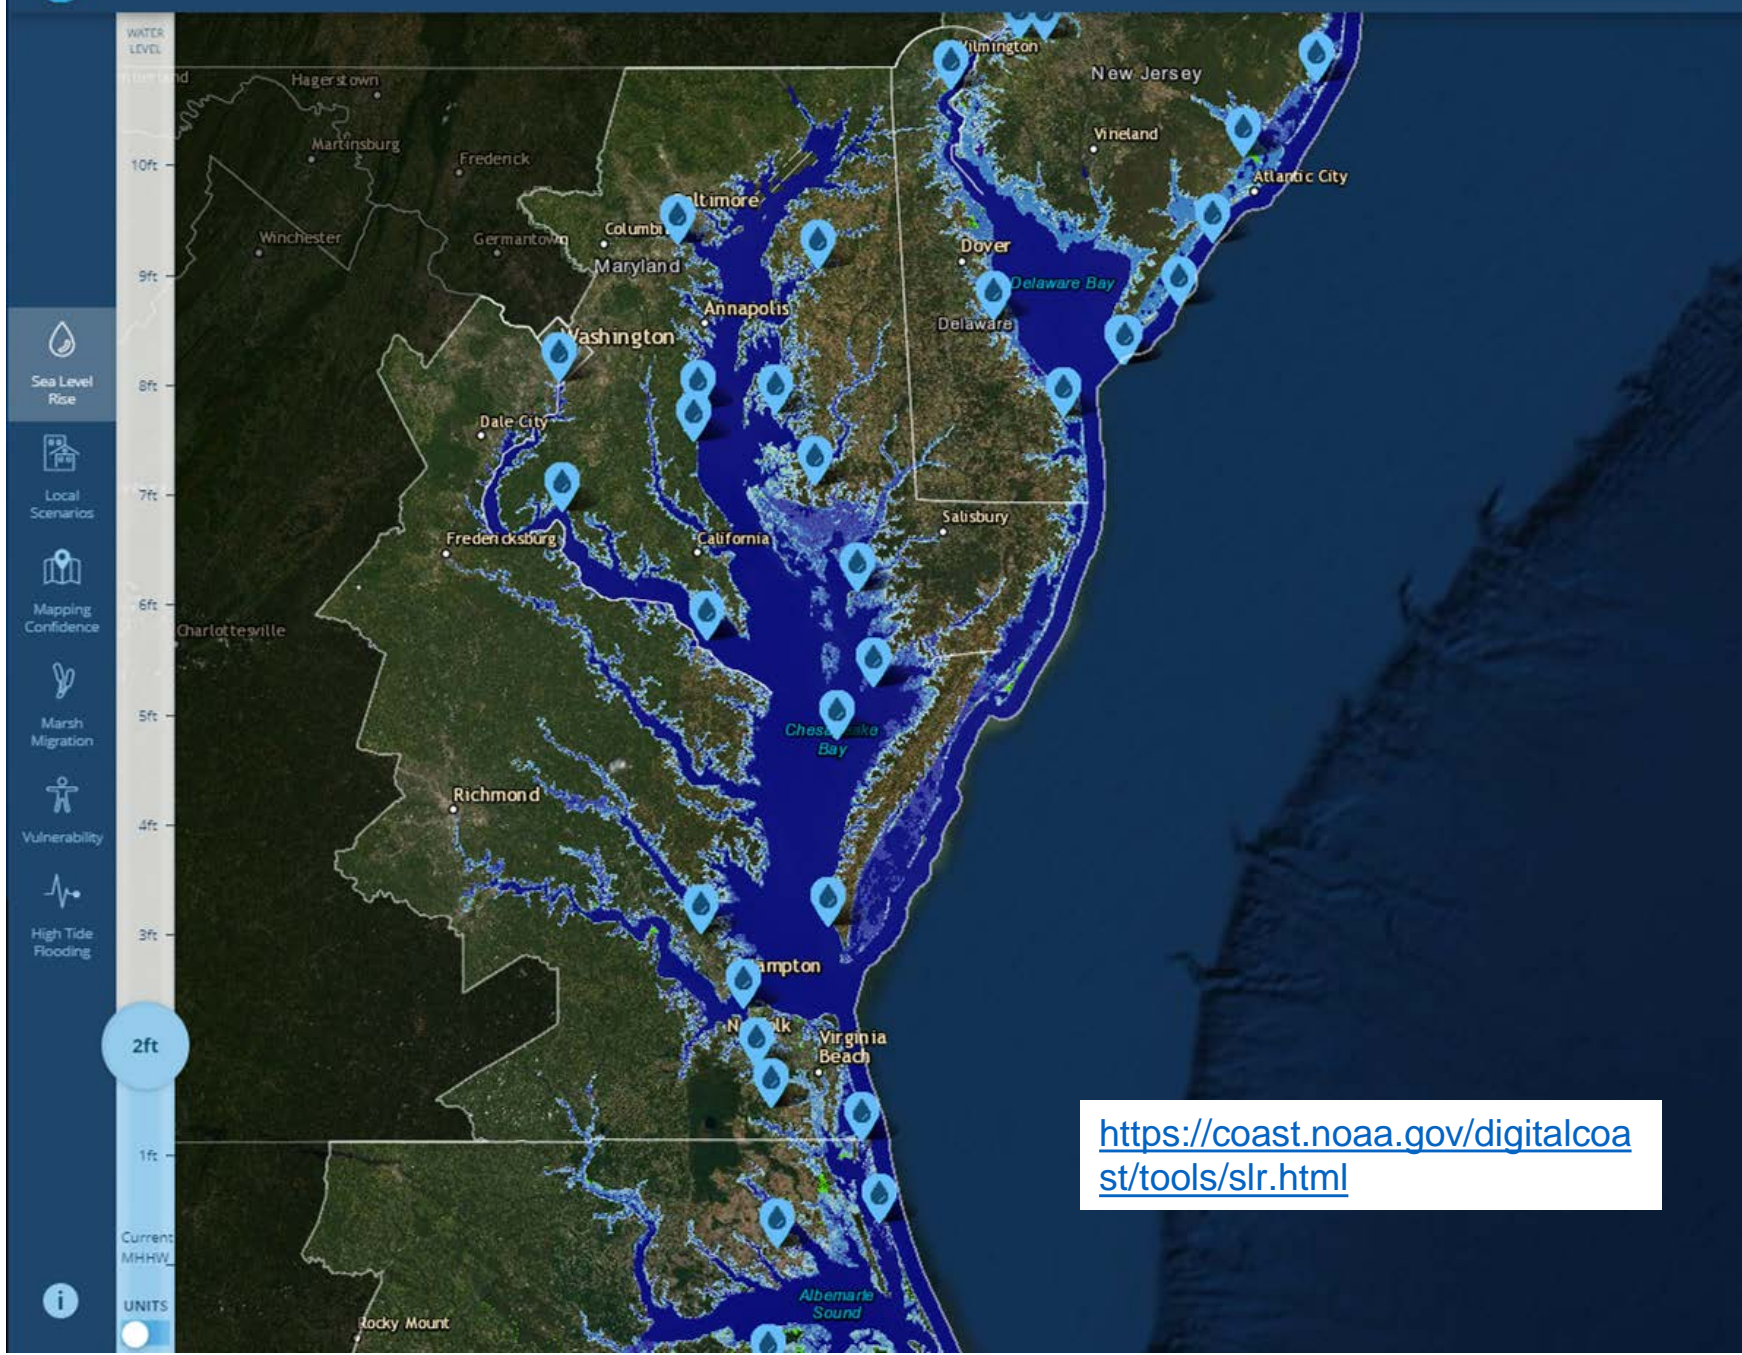 WATER
LEVEL
10ft
9ft
8ft
7ft
6ft
5ft
4ft
3ft
2ft
1ft
Current
MHHW
UNITS
Sea Level
Rise
Local
Scenarios
Mapping
Confidence
Marsh
Migration
Vulnerability
High Tide
Flooding
i
Hagerstown
Martinsburg
Frederick
Winchester
Germantown
Columbi
altimore
Maryland
Annapolis
Washington
Dale City
Fredericksburg
California
Charlottesville
Richmond
Wilmington
New Jersey
Vineland
Atlantic City
Dover
Delaware Bay
Delaware
Salisbury
Chesapeake
Bay
ampton
Virginia
Beach
Albemarle
Sound
Rocky Mount
https://coast.noaa.gov/digitalcoa
st/tools/slr.html